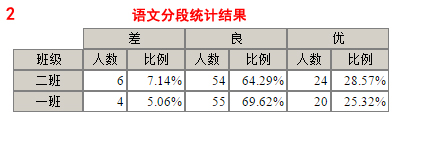 2 语文分段统计结果
差 良 优
班级 人数 比例 人数 比例 人数 比例
二班 6 7.14% 54 64.29% 24 28.57%
一班 4 5.06% 55 69.62% 20 25.32%